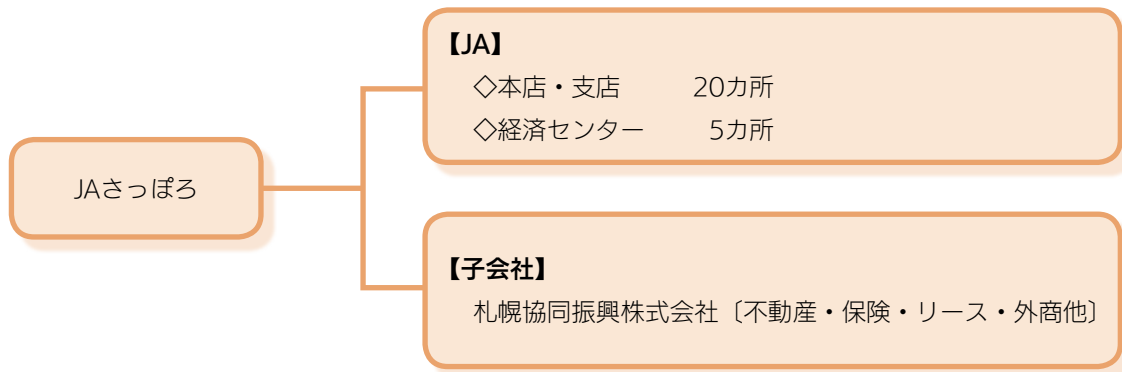 JAさっぽろ
【JA】
◇本店・支店 20カ所
◇経済センター 5カ所
【子会社】
札幌協同振興株式会社〔不動産・保険・リース・外商他〕